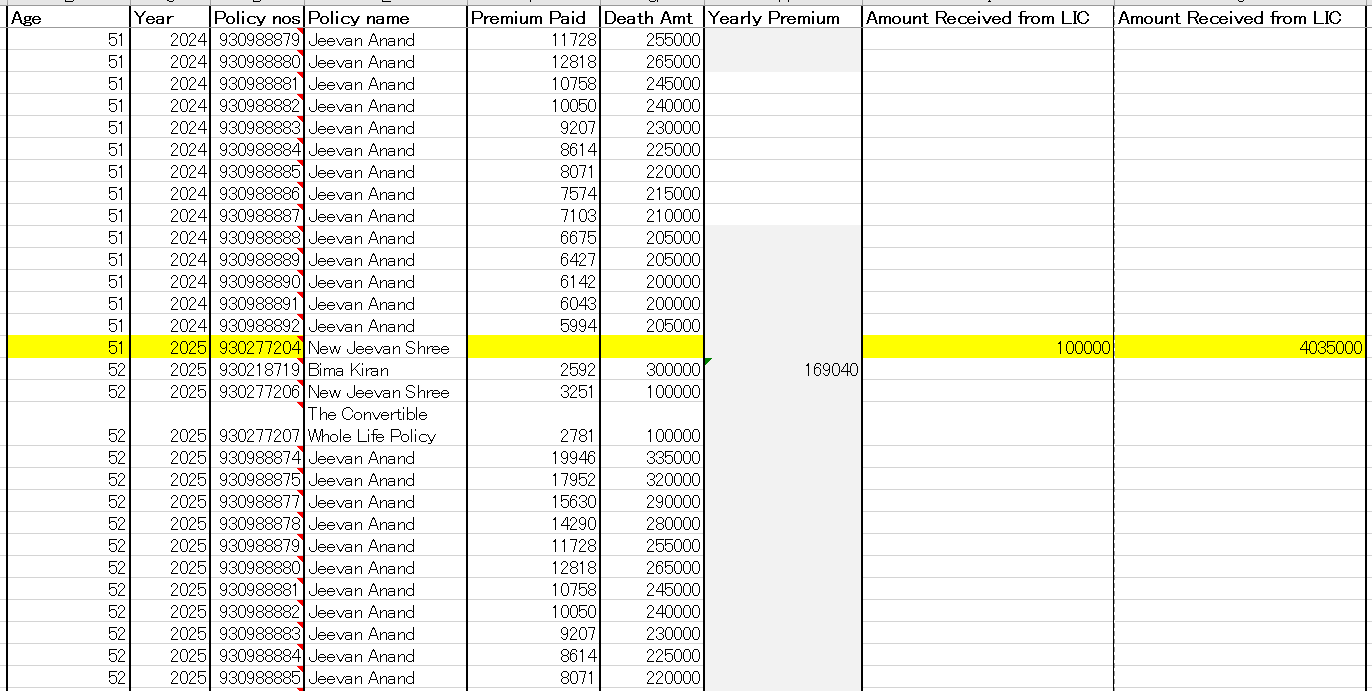 Age Year Policy nos Policy name Premium Paid Death Amt Yearly Premium Amount Received from LIC Amount Received from LIC
51 2024 930988879 Jeevan Anand 11728 255000
51 2024 930988880 Jeevan Anand 12818 265000
51 2024 930988881 Jeevan Anand 10758 245000
51 2024 930988882 Jeevan Anand 10050 240000
51 2024 930988883 Jeevan Anand 9207 230000
51 2024 930988884 Jeevan Anand 8614 225000
51 2024 930988885 Jeevan Anand 8071 220000
51 2024 930988886 Jeevan Anand 7574 215000
51 2024 930988887 Jeevan Anand 7103 210000
51 2024 930988888 Jeevan Anand 6675 205000
51 2024 930988889 Jeevan Anand 6427 205000
51 2024 930988890 Jeevan Anand 6142 200000
51 2024 930988891 Jeevan Anand 6043 200000
51 2024 930988892 Jeevan Anand 5994 205000
51 2025 930277204 New Jeevan Shree 100000 4035000
52 2025 930218719 Bima Kiran 2592 300000 169040
52 2025 930277206 New Jeevan Shree 3251 100000
The Convertible
52 2025 930277207 Whole Life Policy 2781 100000
52 2025 930988874 Jeevan Anand 19946 335000
52 2025 930988875 Jeevan Anand 17952 320000
52 2025 930988877 Jeevan Anand 15630 290000
52 2025 930988878 Jeevan Anand 14290 280000
52 2025 930988879 Jeevan Anand 11728 255000
52 2025 930988880 Jeevan Anand 12818 265000
52 2025 930988881 Jeevan Anand 10758 245000
52 2025 930988882 Jeevan Anand 10050 240000
52 2025 930988883 Jeevan Anand 9207 230000
52 2025 930988884 Jeevan Anand 8614 225000
52 2025 930988885 Jeevan Anand 8071 220000